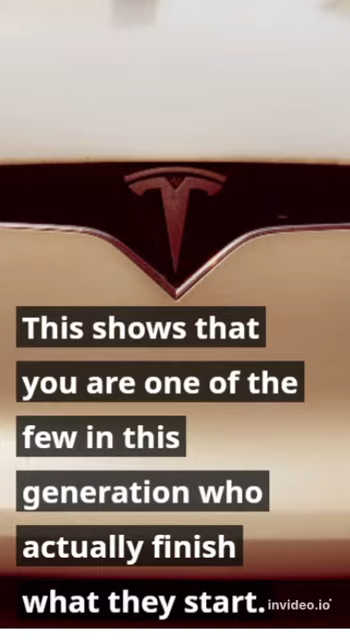 This shows that
you are one of the
few in this
generation who
actually finish
what they start.
invideo.io